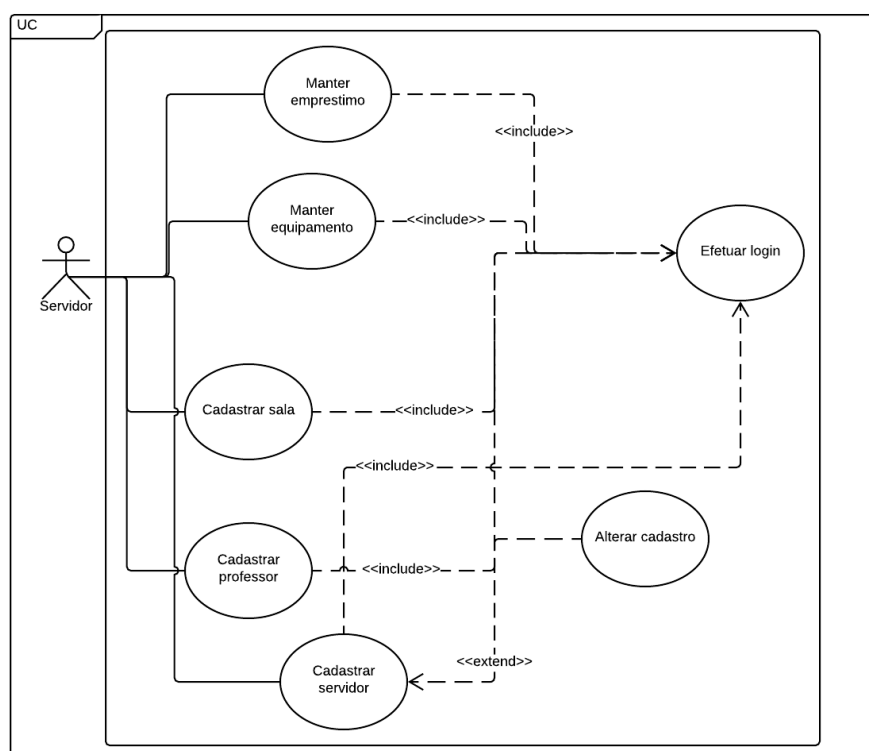 UC
Manter
emprestimo
<<include>>
Manter
equipamento
<<include>>
Efetuar login
Servidor
Cadastrar sala
<<include>>
<<include>>
Alterar cadastro
Cadastrar
professor
<<include>>
Cadastrar
servidor
<<extend>>